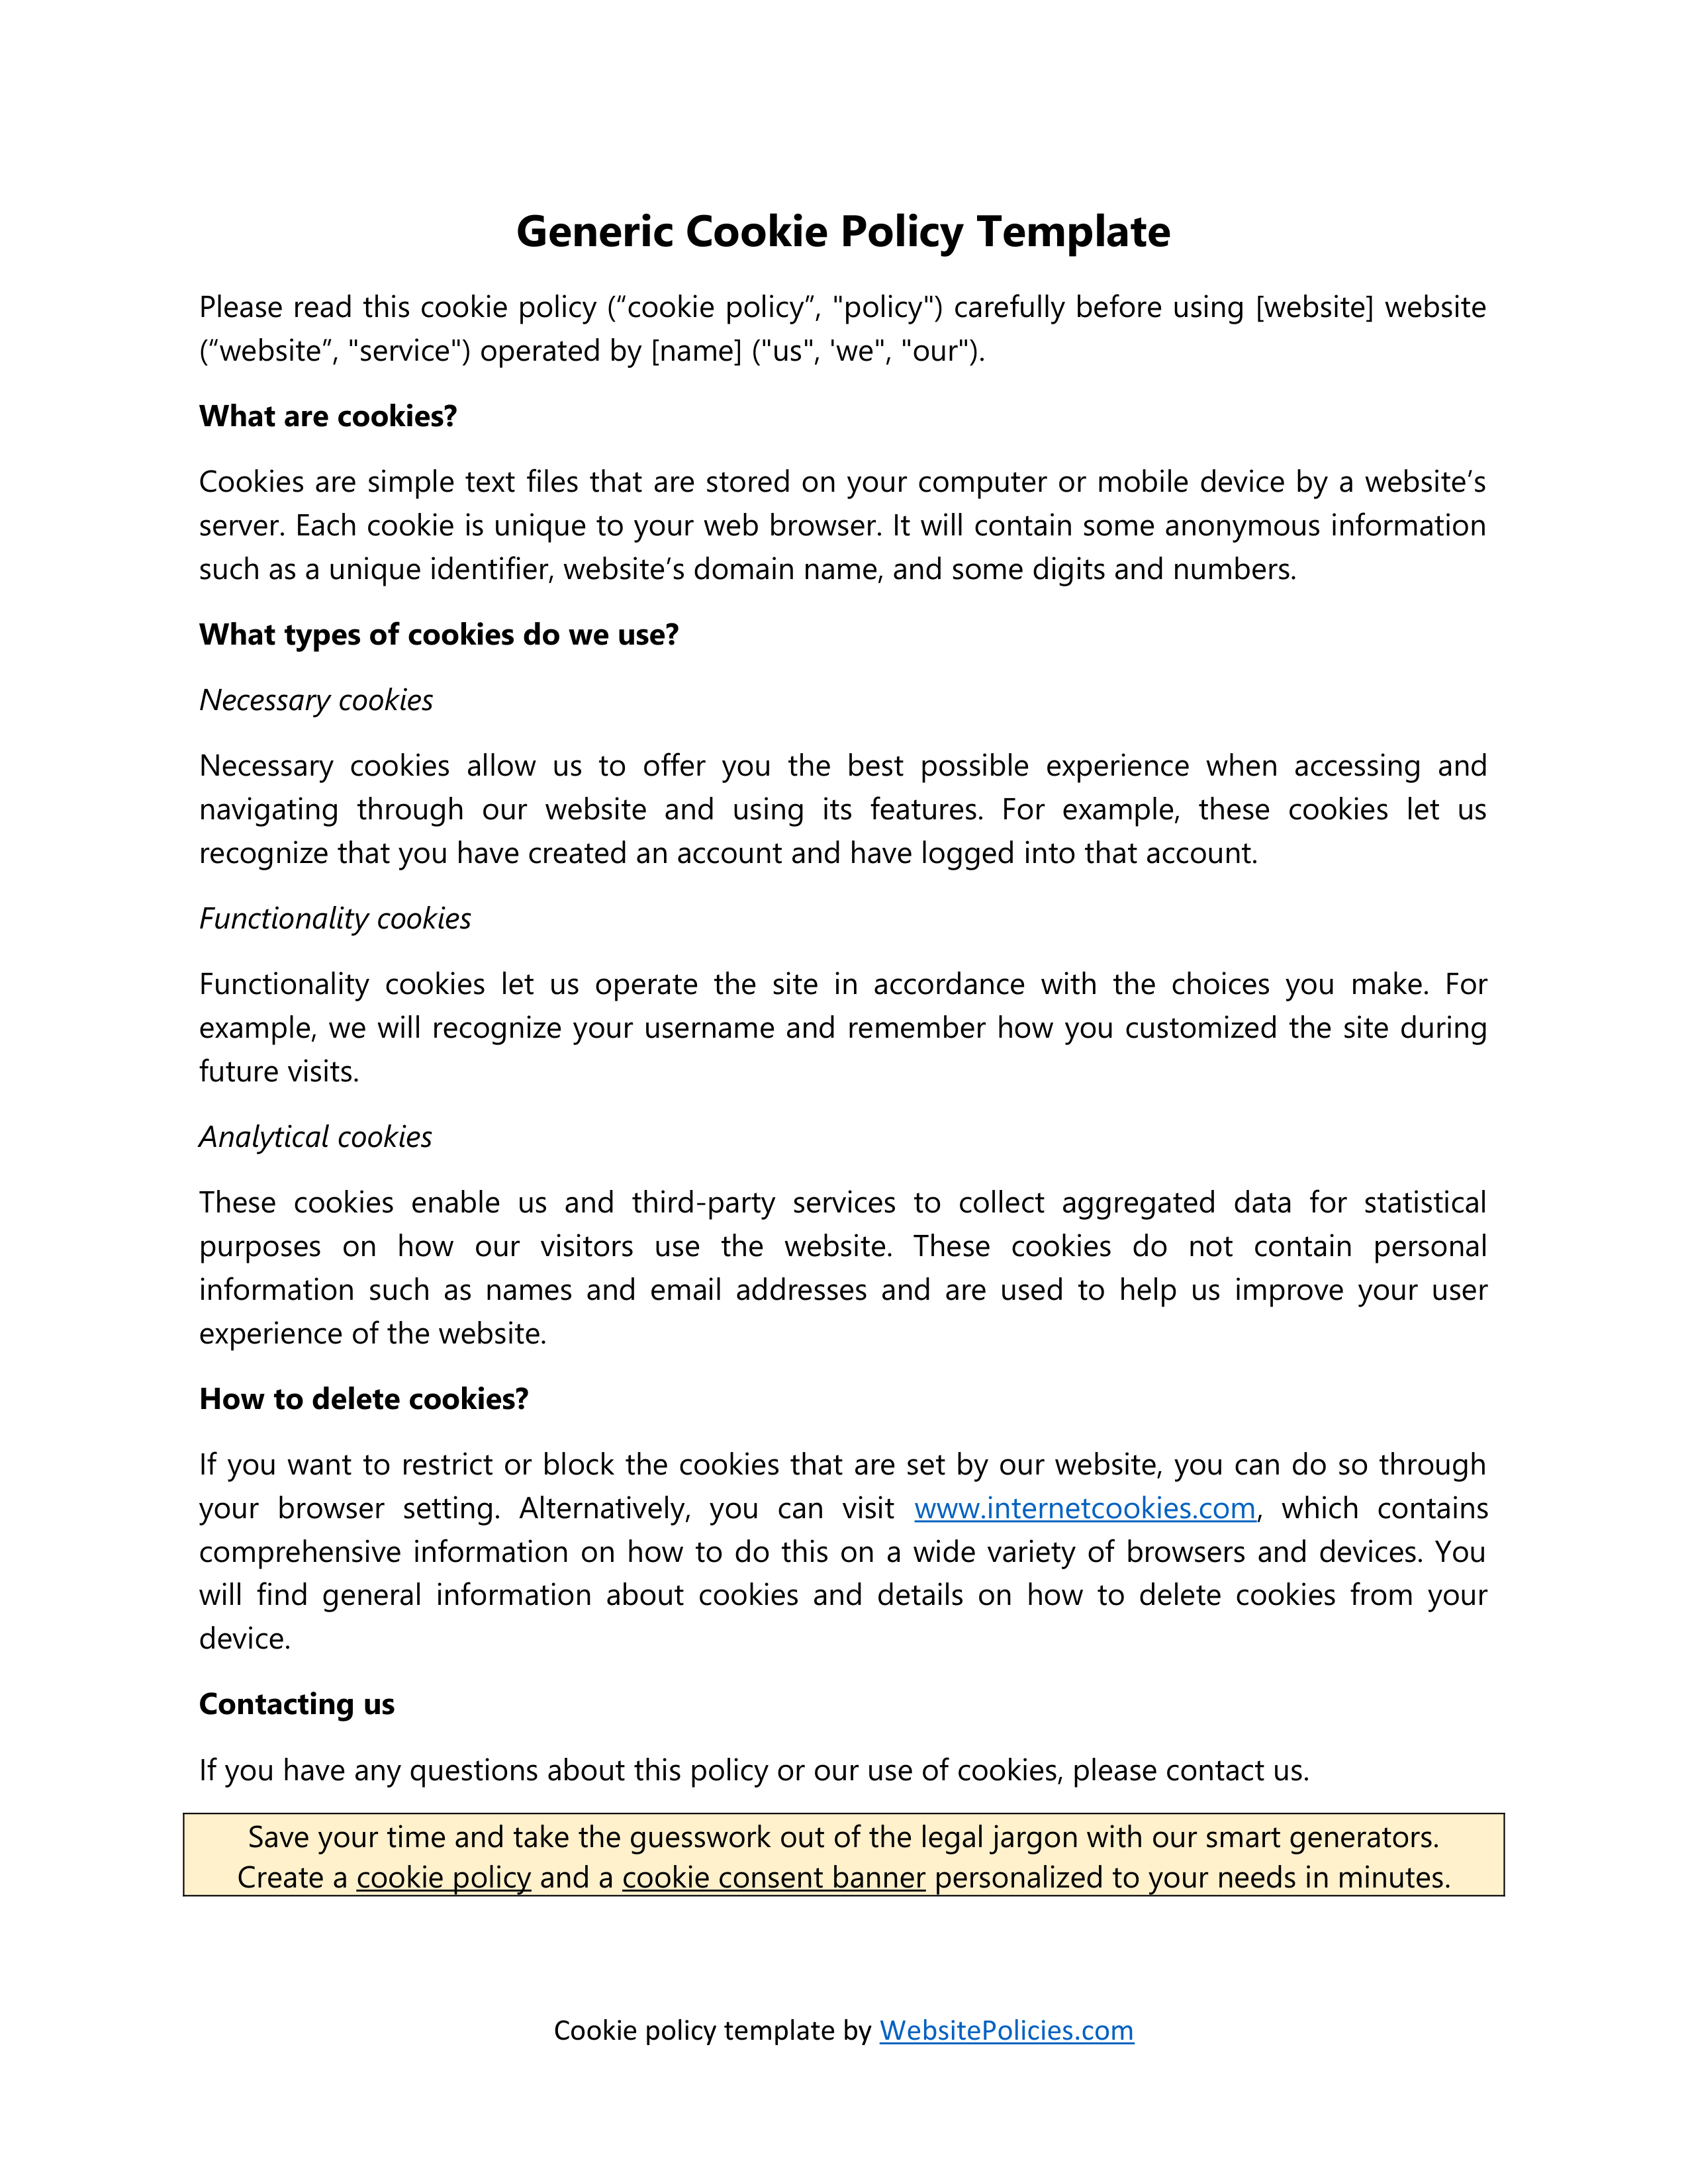 Generic Cookie Policy Template
Please read this cookie policy (“cookie policy”, "policy") carefully before using [website] website
(“website”, "service") operated by [name] ("us", 'we", "our").
What are cookies?
Cookies are simple text files that are stored on your computer or mobile device by a website’s
server. Each cookie is unique to your web browser. It will contain some anonymous information
such as a unique identifier, website’s domain name, and some digits and numbers.
What types of cookies do we use?
Necessary cookies
Necessary cookies allow us to offer you the best possible experience when accessing and
navigating through our website and using its features. For example, these cookies let us
recognize that you have created an account and have logged into that account.
Functionality cookies
Functionality cookies let us operate the site in accordance with the choices you make. For
example, we will recognize your username and remember how you customized the site during
future visits.
Analytical cookies
These cookies enable us and third-party services to collect aggregated data for statistical
purposes on how our visitors use the website. These cookies do not contain personal
information such as names and email addresses and are used to help us improve your user
experience of the website.
How to delete cookies?
If you want to restrict or block the cookies that are set by our website, you can do so through
your browser setting. Alternatively, you can visit www.internetcookies.com, which contains
comprehensive information on how to do this on a wide variety of browsers and devices. You
will find general information about cookies and details on how to delete cookies from your
device.
Contacting us
If you have any questions about this policy or our use of cookies, please contact us.
Save your time and take the guesswork out of the legal jargon with our smart generators.
Create a cookie policy and a cookie consent banner personalized to your needs in minutes.
Cookie policy template by WebsitePolicies.com